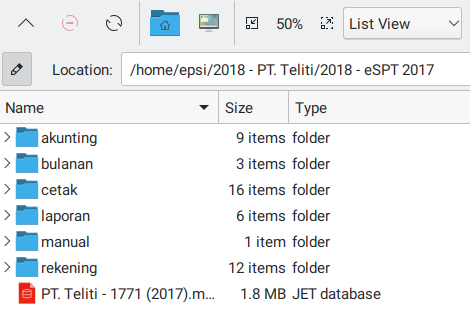 50% List View
Location: /home/epsi/2018 - PT. Teliti/2018 - eSPT 2017
Name Size Type
akunting 9 items folder
bulanan 3 items folder
cetak 16 items folder
laporan 6 items folder
manual 1 item folder
rekening 12 items folder
PT. Teliti - 1771 (2017).m... 1.8 MB JET database